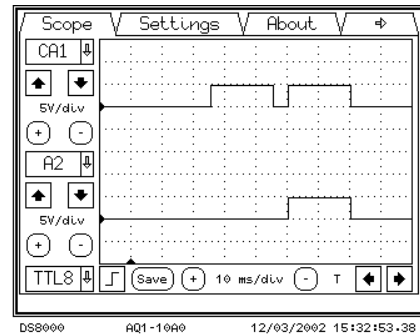 Scope Settings About
CA1
5V/div
+ -
A2
5V/div
+ -
TTL8 Save + 10 ms/div - T
DS8000 AQ1-10A0 12/03/2002 15:32:53.38